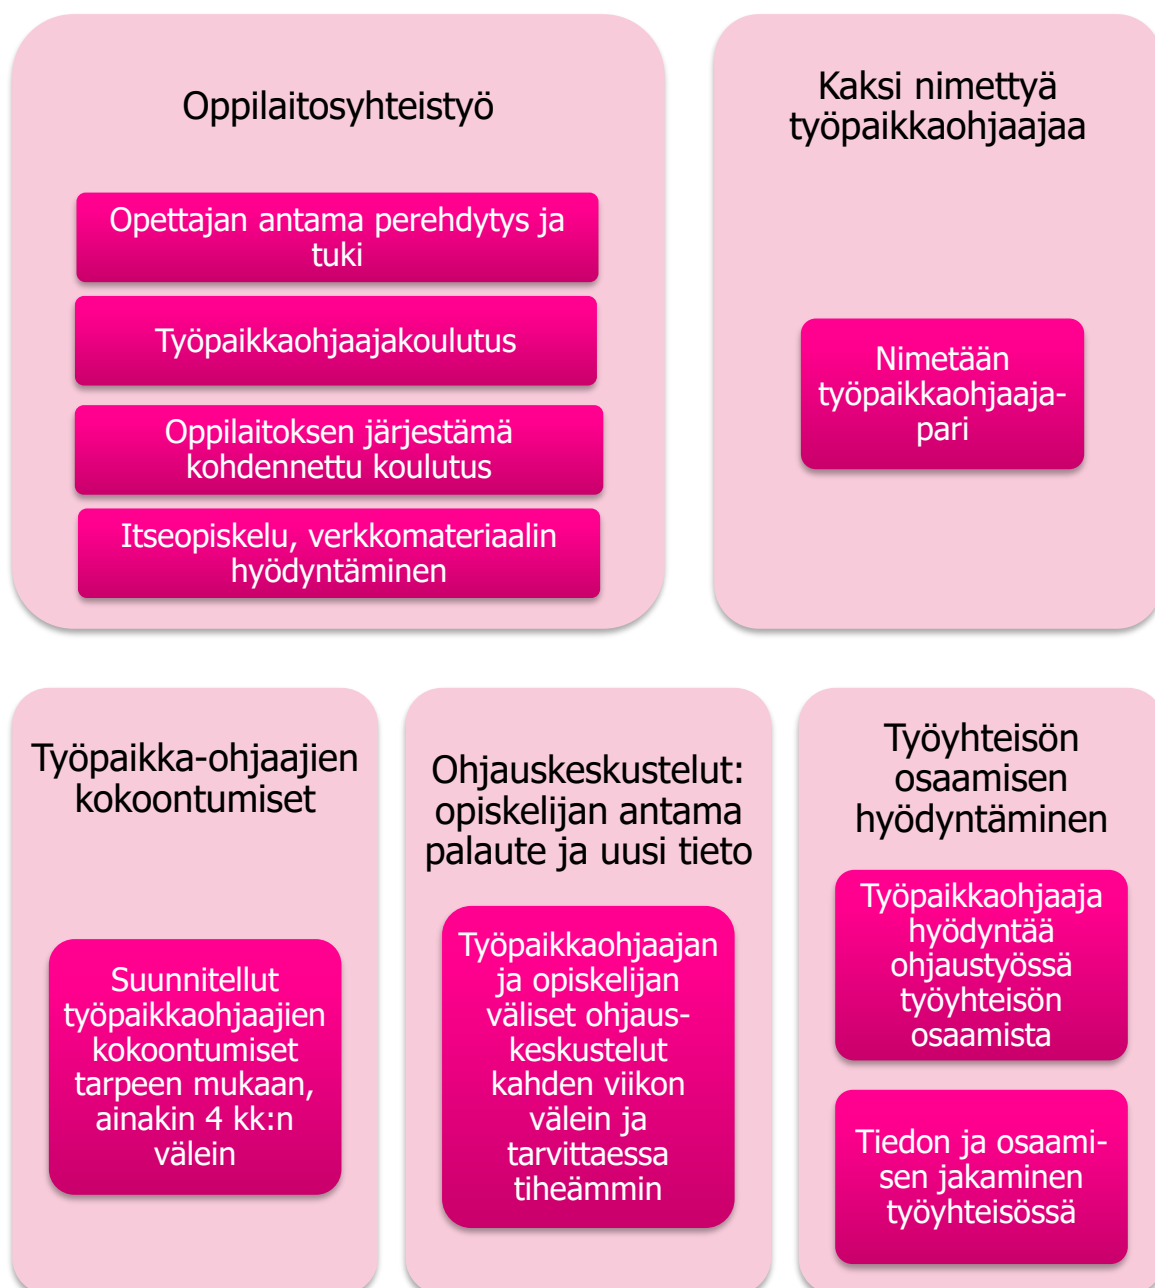 Oppilaitosyhteistyö
Opettajan antama perehdytys ja
tuki
Työpaikkaohjaajakoulutus
Oppilaitoksen järjestämä
kohdennettu koulutus
Itseopiskelu, verkkomateriaalin
hyödyntäminen
Kaksi nimettyä
työpaikkaohjaajaa
Nimetään
työpaikkaohjaaja-
pari
Työpaikka-ohjaajien
kokoontumiset
Suunnitellut
työpaikkaohjaajien
kokoontumiset
tarpeen mukaan,
ainakin 4 kk:n
välein
Ohjauskeskustelut:
opiskelijan antama
palaute ja uusi tieto
Työpaikkaohjaajan
ja opiskelijan
väliset ohjaus-
keskustelut
kahden viikon
välein ja
tarvittaessa
tiheämmin
Työyhteisön
osaamisen
hyödyntäminen
Työpaikkaohjaaja
hyödyntää
ohjaustyössä
työyhteisön
osaamista
Tiedon ja osaami-
sen jakaminen
työyhteisössä